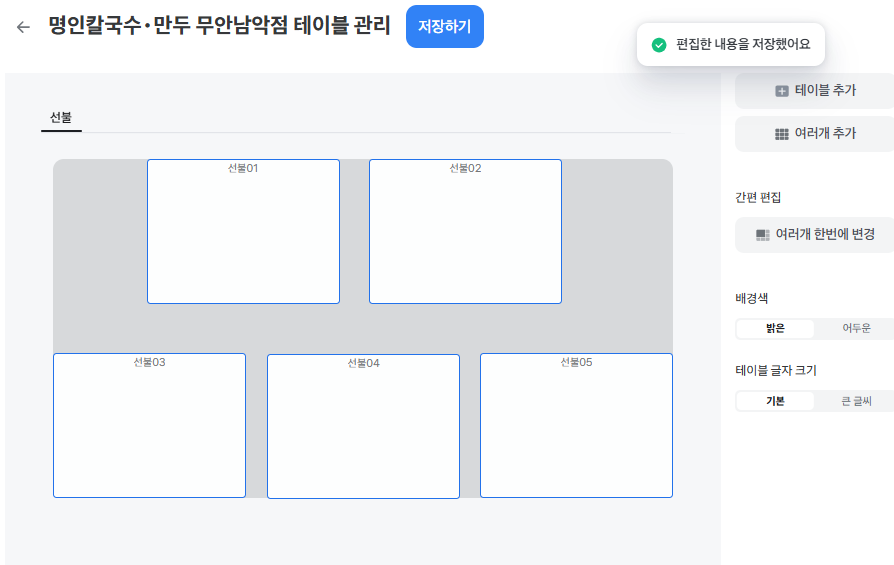 명인칼국수·만두 무안남악점 테이블 관리
저장하기
편집한 내용을 저장했어요
선불
선불01
선불02
선불03
선불04
선불05
테이블 추가
여러개 추가
간편 편집
여러개 한번에 변경
배경색
밝은
어두운
테이블 글자 크기
기본
큰 글씨